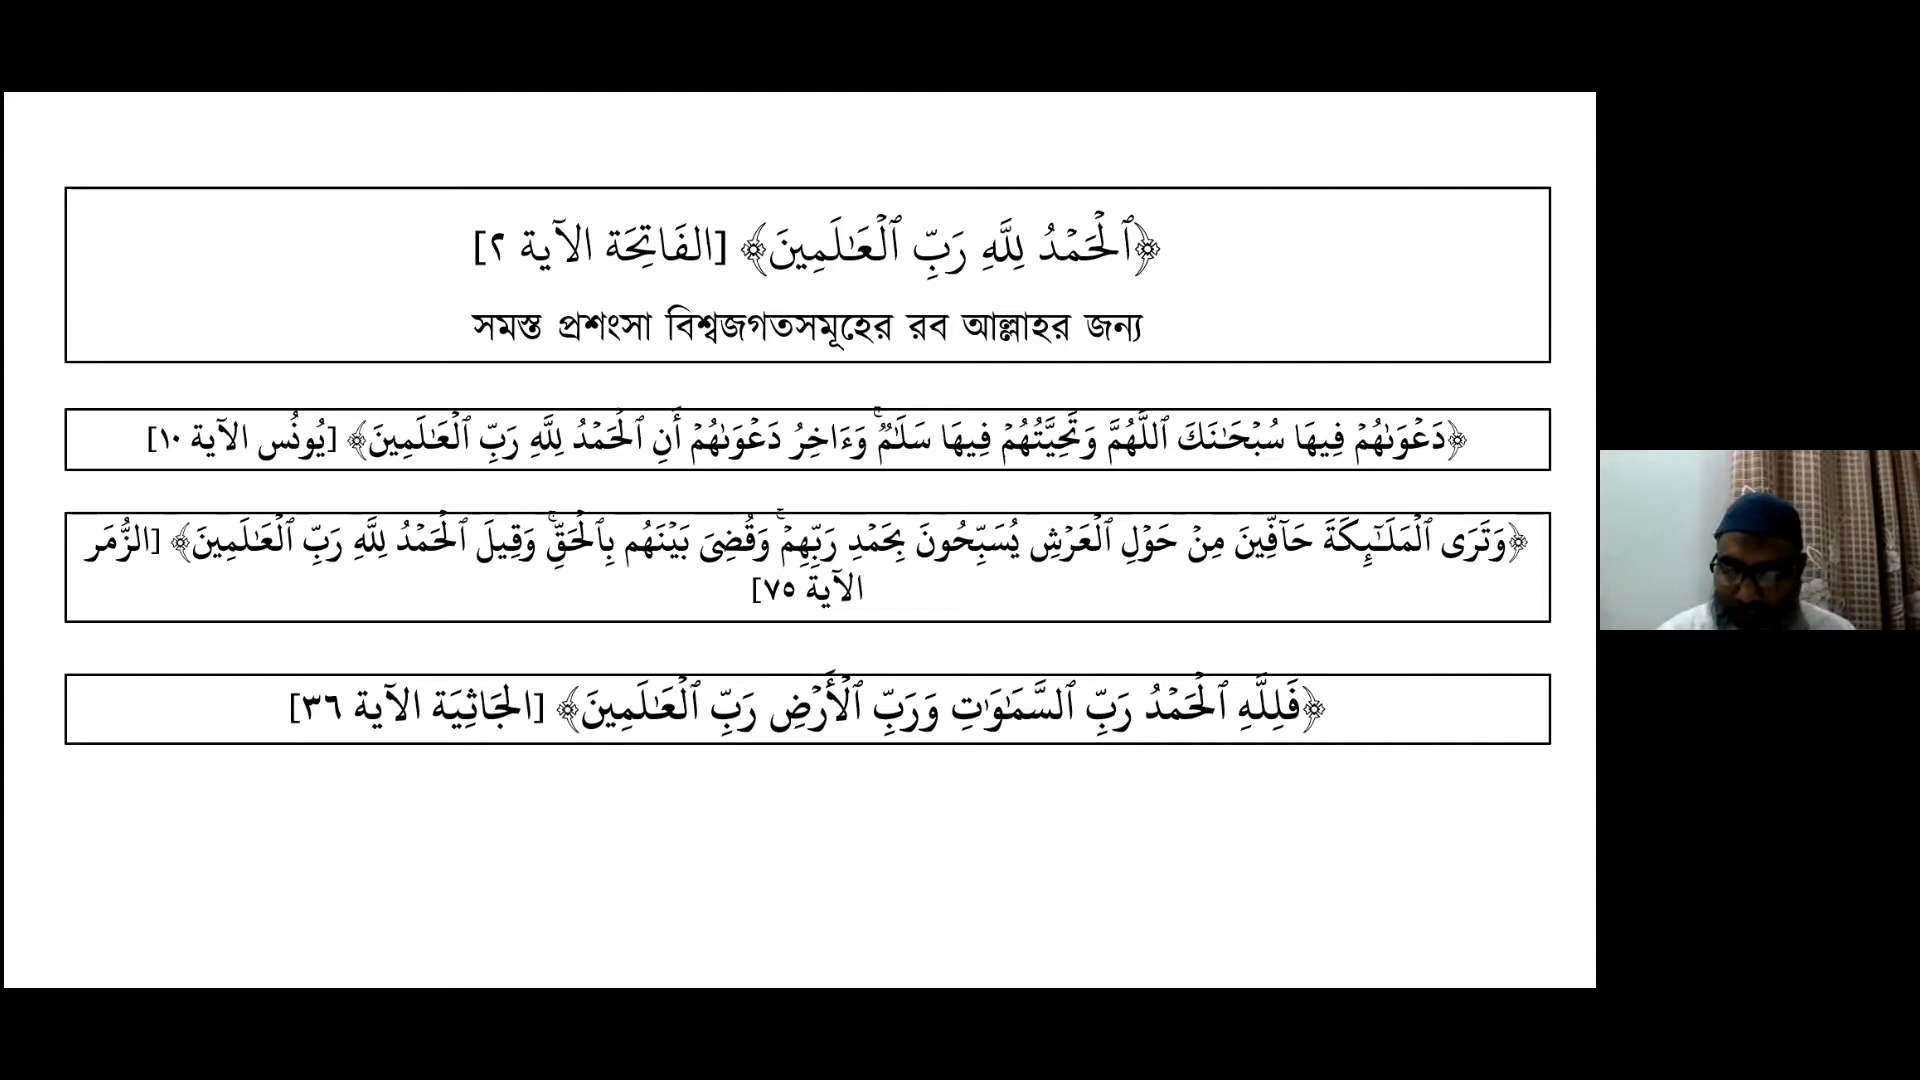 ﴿ٱلۡحَمۡدُ لِلَّهِ رَبِّ ٱلۡعَٰلَمِينَ﴾ [الفَاتِحَة الآية ٢]
সমস্ত প্রশংসা বিশ্বজগতসমূহের রব আল্লাহর জন্য
﴿دَعۡوَىٰهُمۡ فِيهَا سُبۡحَٰنَكَ ٱللَّهُمَّ وَتَحِيَّتُهُمۡ فِيهَا سَلَٰمٞۚ وَءَاخِرُ دَعۡوَىٰهُمۡ أَنِ ٱلۡحَمۡدُ لِلَّهِ رَبِّ ٱلۡعَٰلَمِينَ﴾ [يُونُس الآية ١٠]
﴿وَتَرَى ٱلۡمَلَٰٓئِكَةَ حَآفِّينَ مِنۡ حَوۡلِ ٱلۡعَرۡشِ يُسَبِّحُونَ بِحَمۡدِ رَبِّهِمۡۚ وَقُضِيَ بَيۡنَهُم بِٱلۡحَقِّۚ وَقِيلَ ٱلۡحَمۡدُ لِلَّهِ رَبِّ ٱلۡعَٰلَمِينَ﴾ [الزُّمَر
الآية ٧٥]
﴿فَلِلَّهِ ٱلۡحَمۡدُ رَبِّ ٱلسَّمَٰوَٰتِ وَرَبِّ ٱلۡأَرۡضِ رَبِّ ٱلۡعَٰلَمِينَ﴾ [الجَاثِيَة الآية ٣٦]